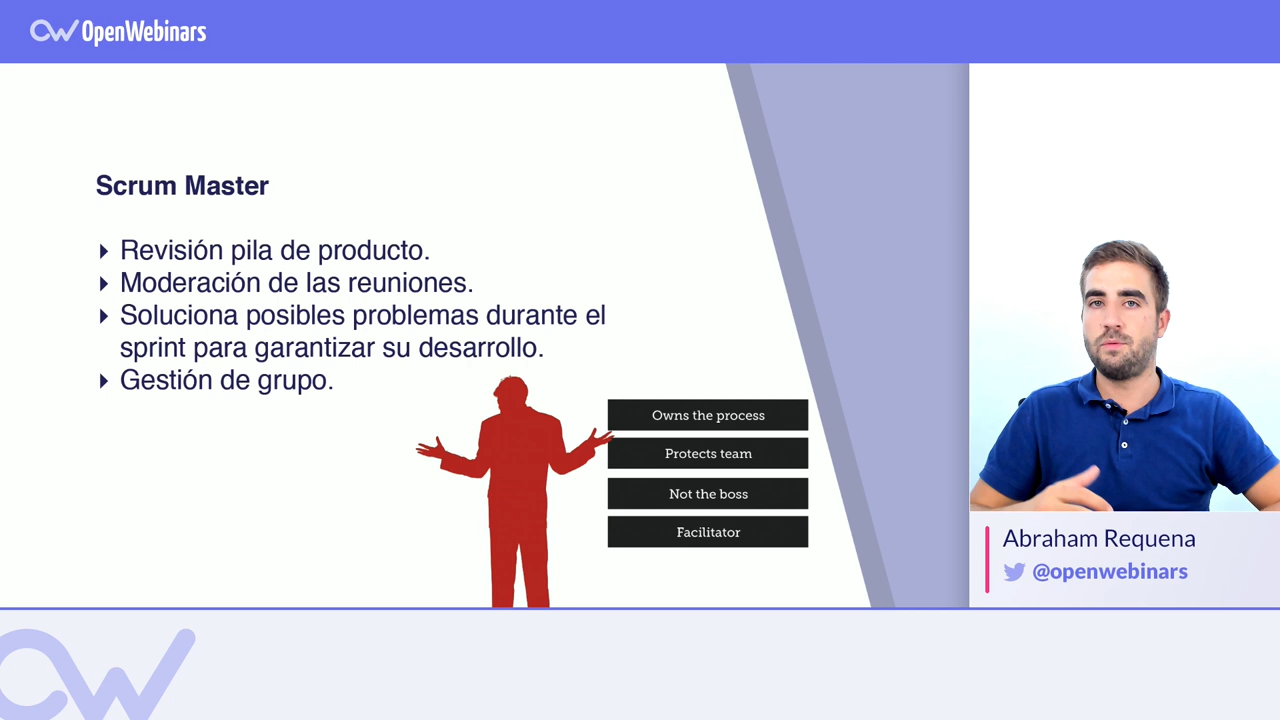 OpenWebinars
Scrum Master
Revisión pila de producto.
Moderación de las reuniones.
Soluciona posibles problemas durante el
sprint para garantizar su desarrollo.
Gestión de grupo.
Owns the process
Protects team
Not the boss
Facilitator
Abraham Requena
@openwebinars